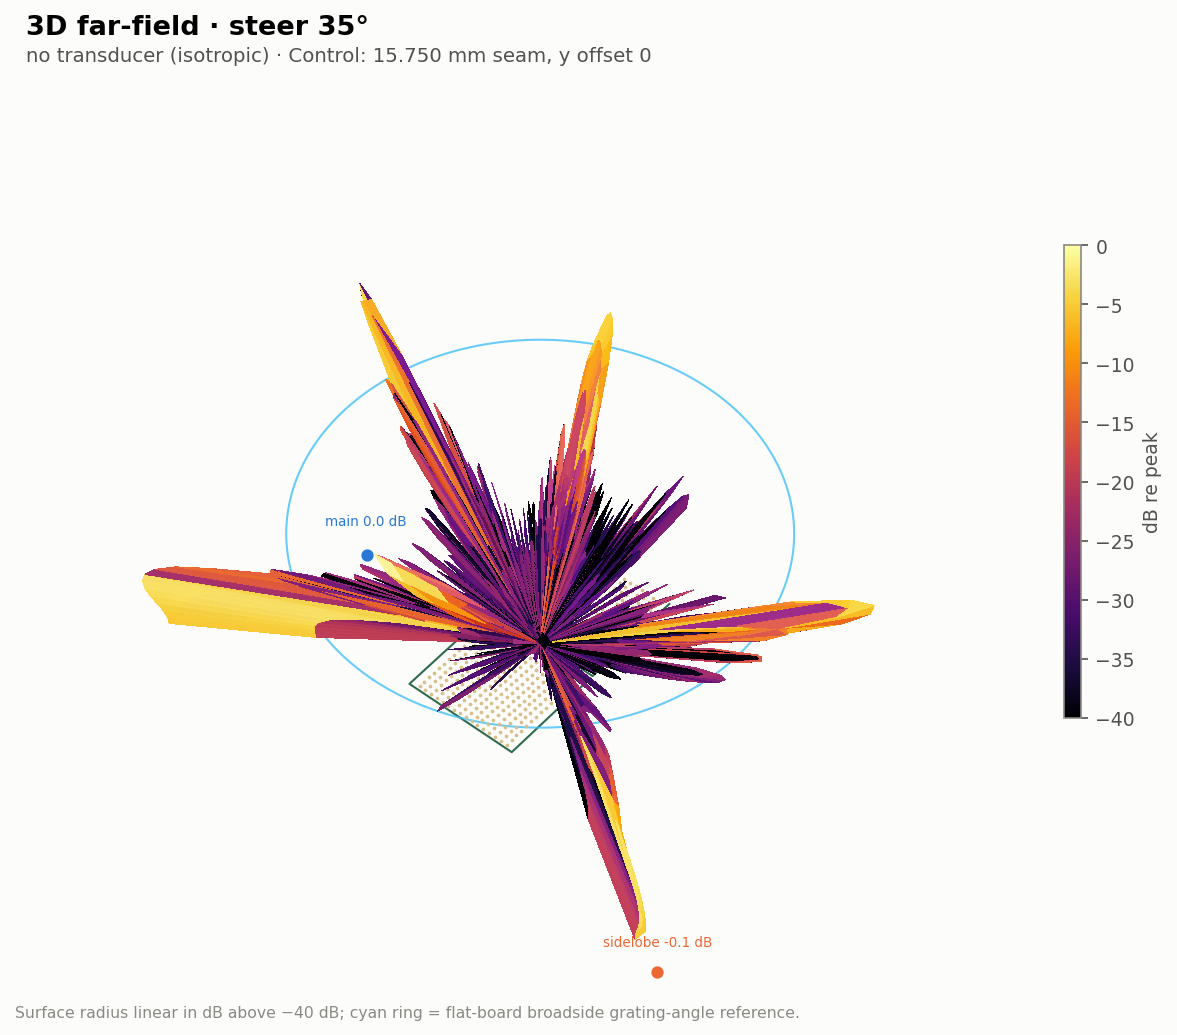 3D far-field · steer 35°
no transducer (isotropic) · Control: 15.750 mm seam, y offset 0
0
−5
−10
−15
−20
−25
−30
−35
−40
dB re peak
main 0.0 dB
sidelobe -0.1 dB
Surface radius linear in dB above −40 dB; cyan ring = flat-board broadside grating-angle reference.